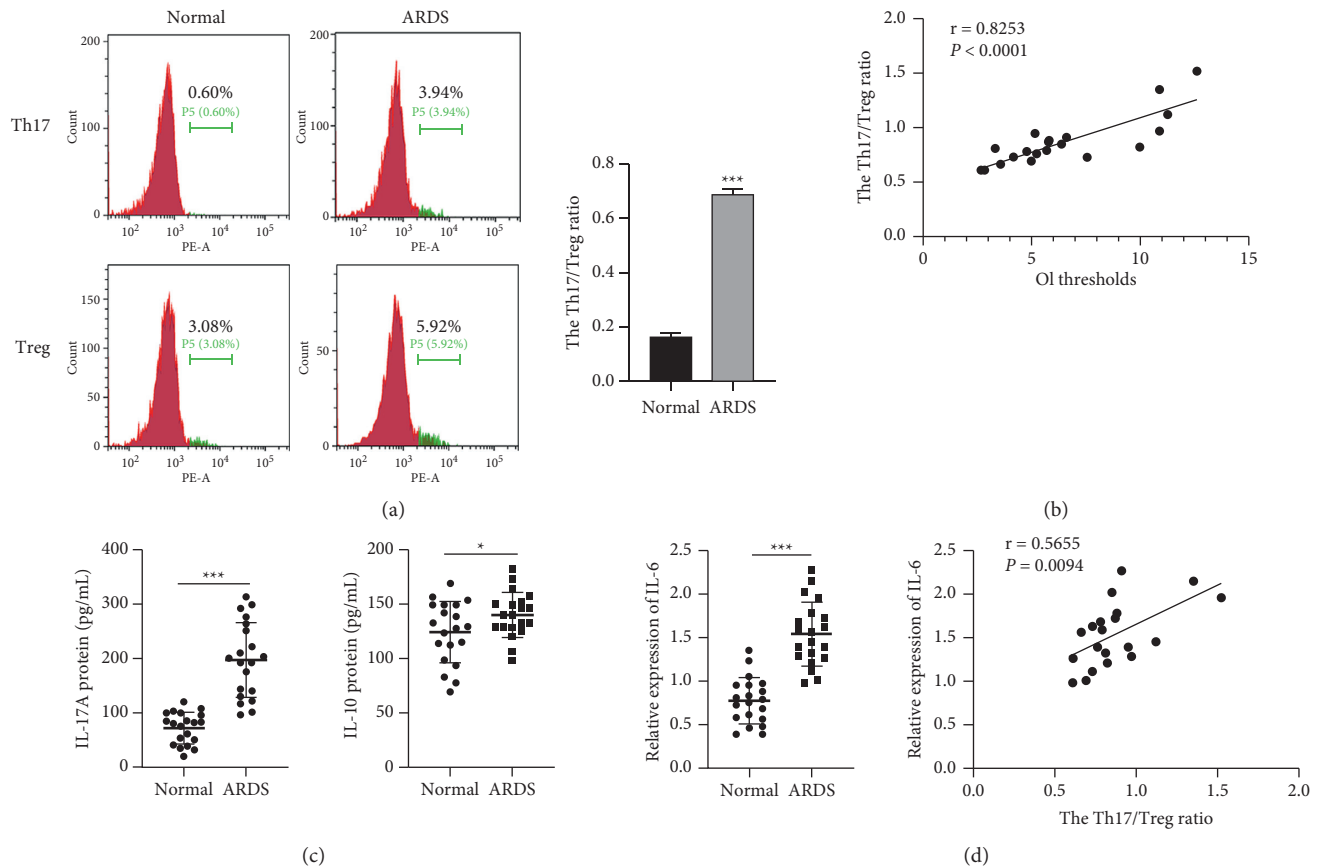 Normal
ARDS
Th17
Count
200
100
0
0.60%
P5 (0.60%)
10² 10³ 10⁴ 10⁵
PE-A
Count
200
100
0
3.94%
P5 (3.94%)
10² 10³ 10⁴ 10⁵
PE-A
Treg
Count
150
100
50
0
3.08%
P5 (3.08%)
10² 10³ 10⁴ 10⁵
PE-A
Count
50
0
5.92%
P5 (5.92%)
10² 10³ 10⁴ 10⁵
PE-A
The Th17/Treg ratio
0.8
0.6
0.4
0.2
0.0
***
Normal ARDS
(a)
The Th17/Treg ratio
2.0
1.5
1.0
0.5
0.0
r = 0.8253
P < 0.0001
0 5 10 15
OI thresholds
(b)
IL-17A protein (pg/mL)
400
300
200
100
0
***
Normal ARDS
IL-10 protein (pg/mL)
200
150
100
50
0
*
Normal ARDS
(c)
Relative expression of IL-6
2.5
2.0
1.5
1.0
0.5
0.0
***
Normal ARDS
Relative expression of IL-6
2.5
2.0
1.5
1.0
0.5
0.0
r = 0.5655
P = 0.0094
0.0 0.5 1.0 1.5 2.0
The Th17/Treg ratio
(d)